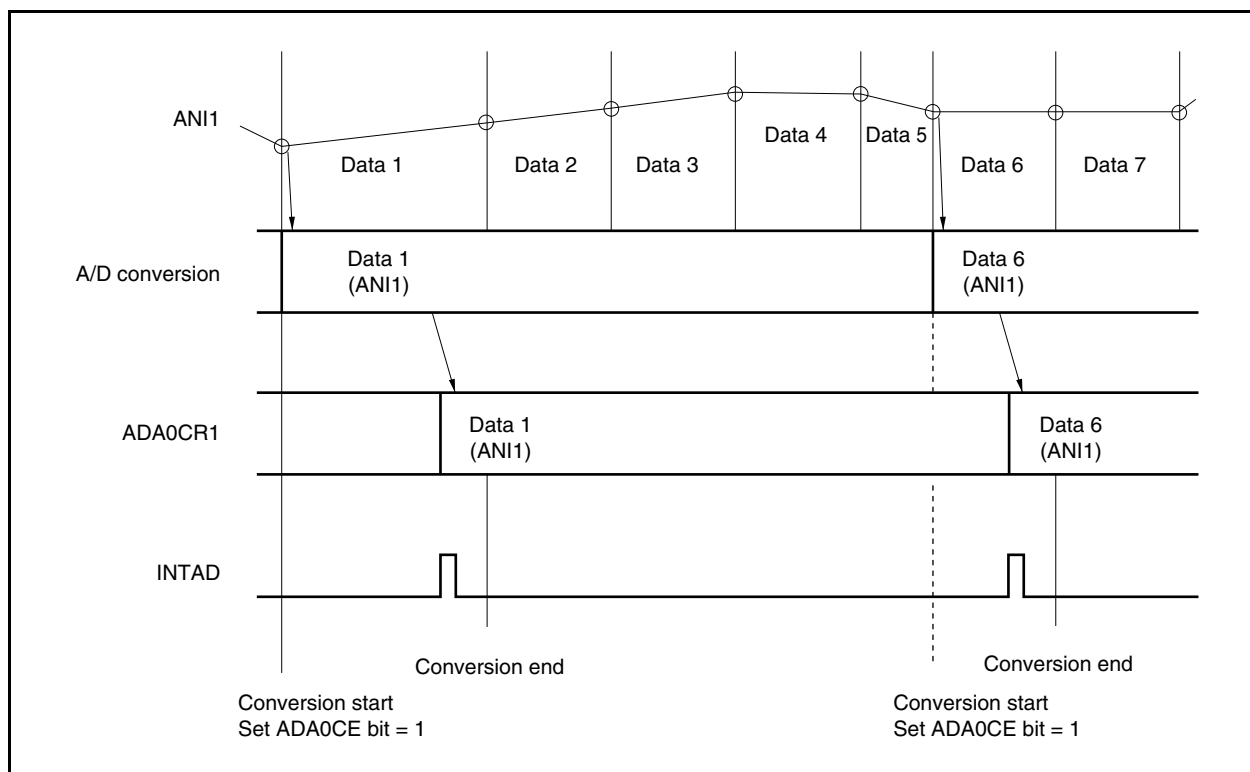 ANI1
Data 1
Data 2
Data 3
Data 4
Data 5
Data 6
Data 7
A/D conversion
Data 1
(ANI1)
Data 6
(ANI1)
ADA0CR1
Data 1
(ANI1)
Data 6
(ANI1)
INTAD
Conversion end
Conversion end
Conversion start
Set ADA0CE bit = 1
Conversion start
Set ADA0CE bit = 1